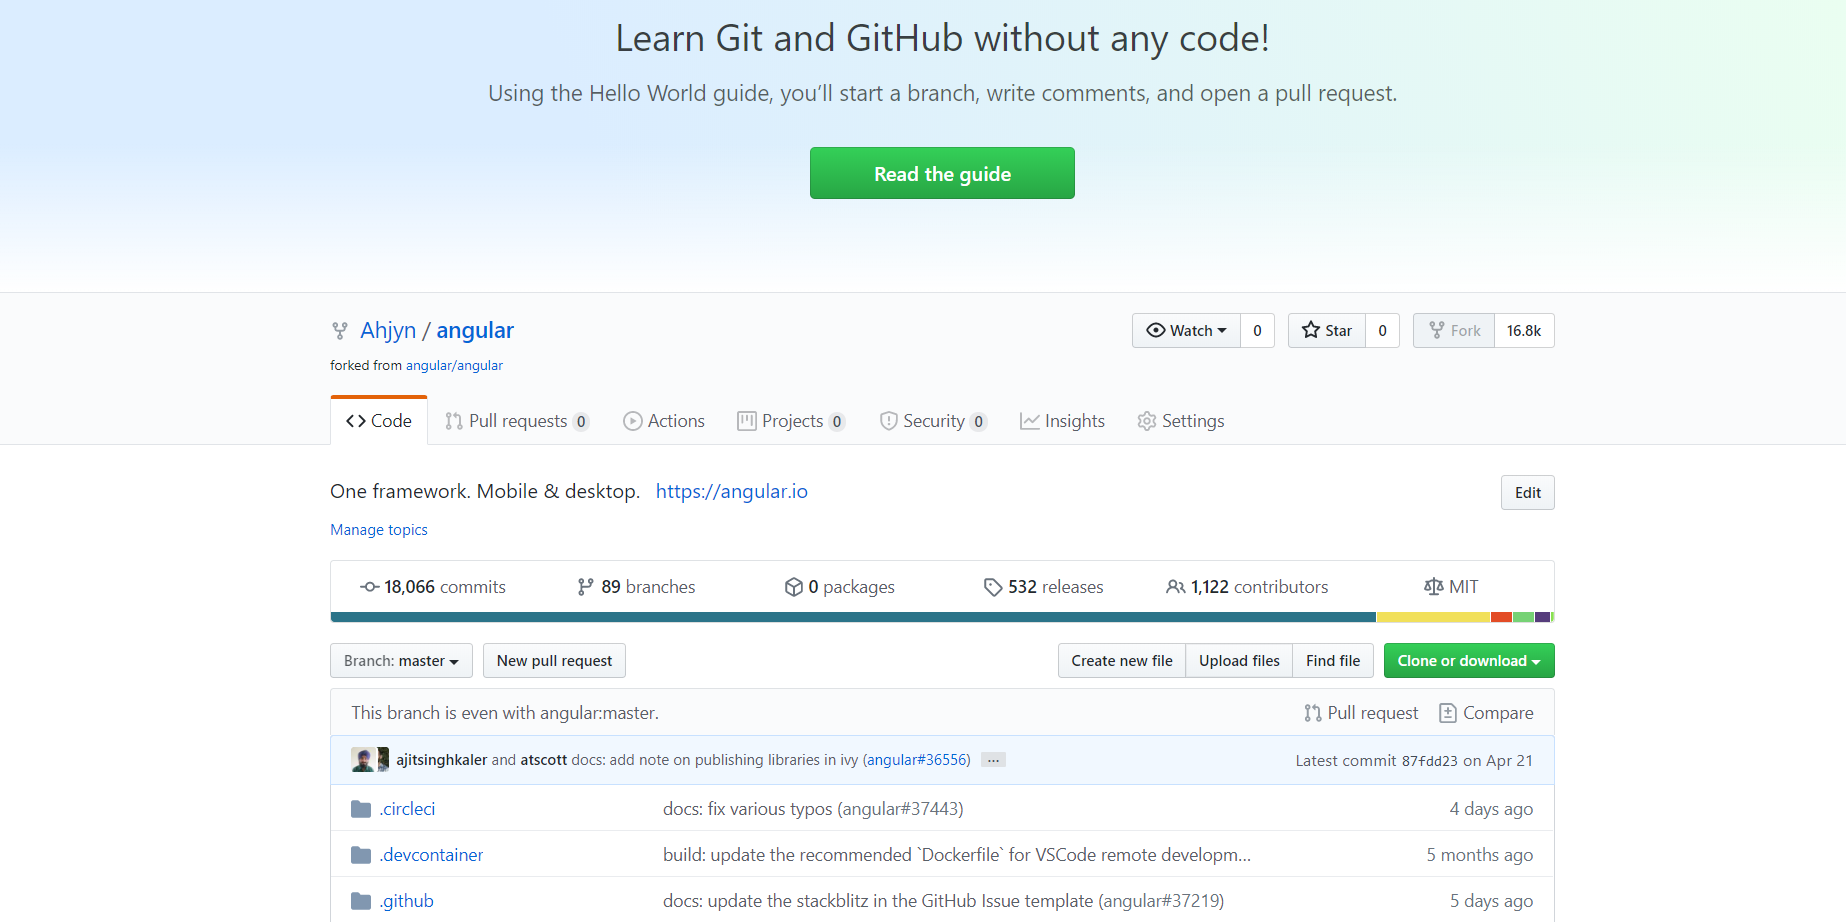 Learn Git and GitHub without any code!
Using the Hello World guide, you’ll start a branch, write comments, and open a pull request.
Read the guide
Ahjyn / angular
Watch 0 Star 0 Fork 16.8k
forked from angular/angular
Code Pull requests 0 Actions Projects 0 Security 0 Insights Settings
One framework. Mobile & desktop. https://angular.io Edit
Manage topics
18,066 commits 89 branches 0 packages 532 releases 1,122 contributors MIT
Branch: master New pull request Create new file Upload files Find file Clone or download
This branch is even with angular:master. Pull request Compare
ajitsinghkaler and atscott docs: add note on publishing libraries in ivy (angular#36556) ... Latest commit 87fdd23 on Apr 21
.circleci docs: fix various typos (angular#37443) 4 days ago
.devcontainer build: update the recommended `Dockerfile` for VSCode remote developm... 5 months ago
.github docs: update the stackblitz in the GitHub Issue template (angular#37219) 5 days ago